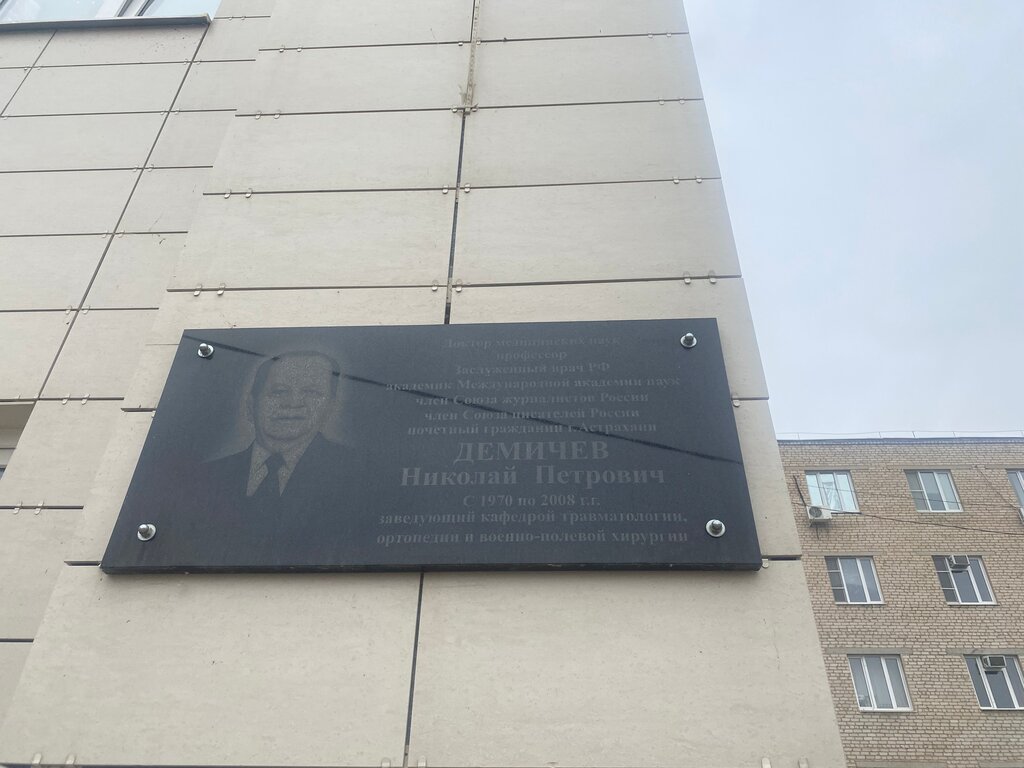 Доктор медицинских наук
профессор
Заслуженный врач РФ
академик Международной академии наук
член Союза журналистов России
член Союза писателей России
почетный гражданин г.Астрахани
ДЕМИЧЕВ
Николай Петрович
С 1970 по 2008 г.г.
заведующий кафедрой травматологии,
ортопедии и военно-полевой хирургии